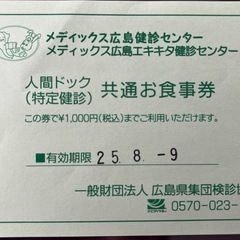 メディックス広島健診センター
メディックス広島エキキタ健診センター
人間ドック
(特定健診)
共通お食事券
この券で¥1,000円(税込)までご利用いただけます。
■有効期限 25.8.-9
一般財団法人 広島県集団検診協
0570-023-